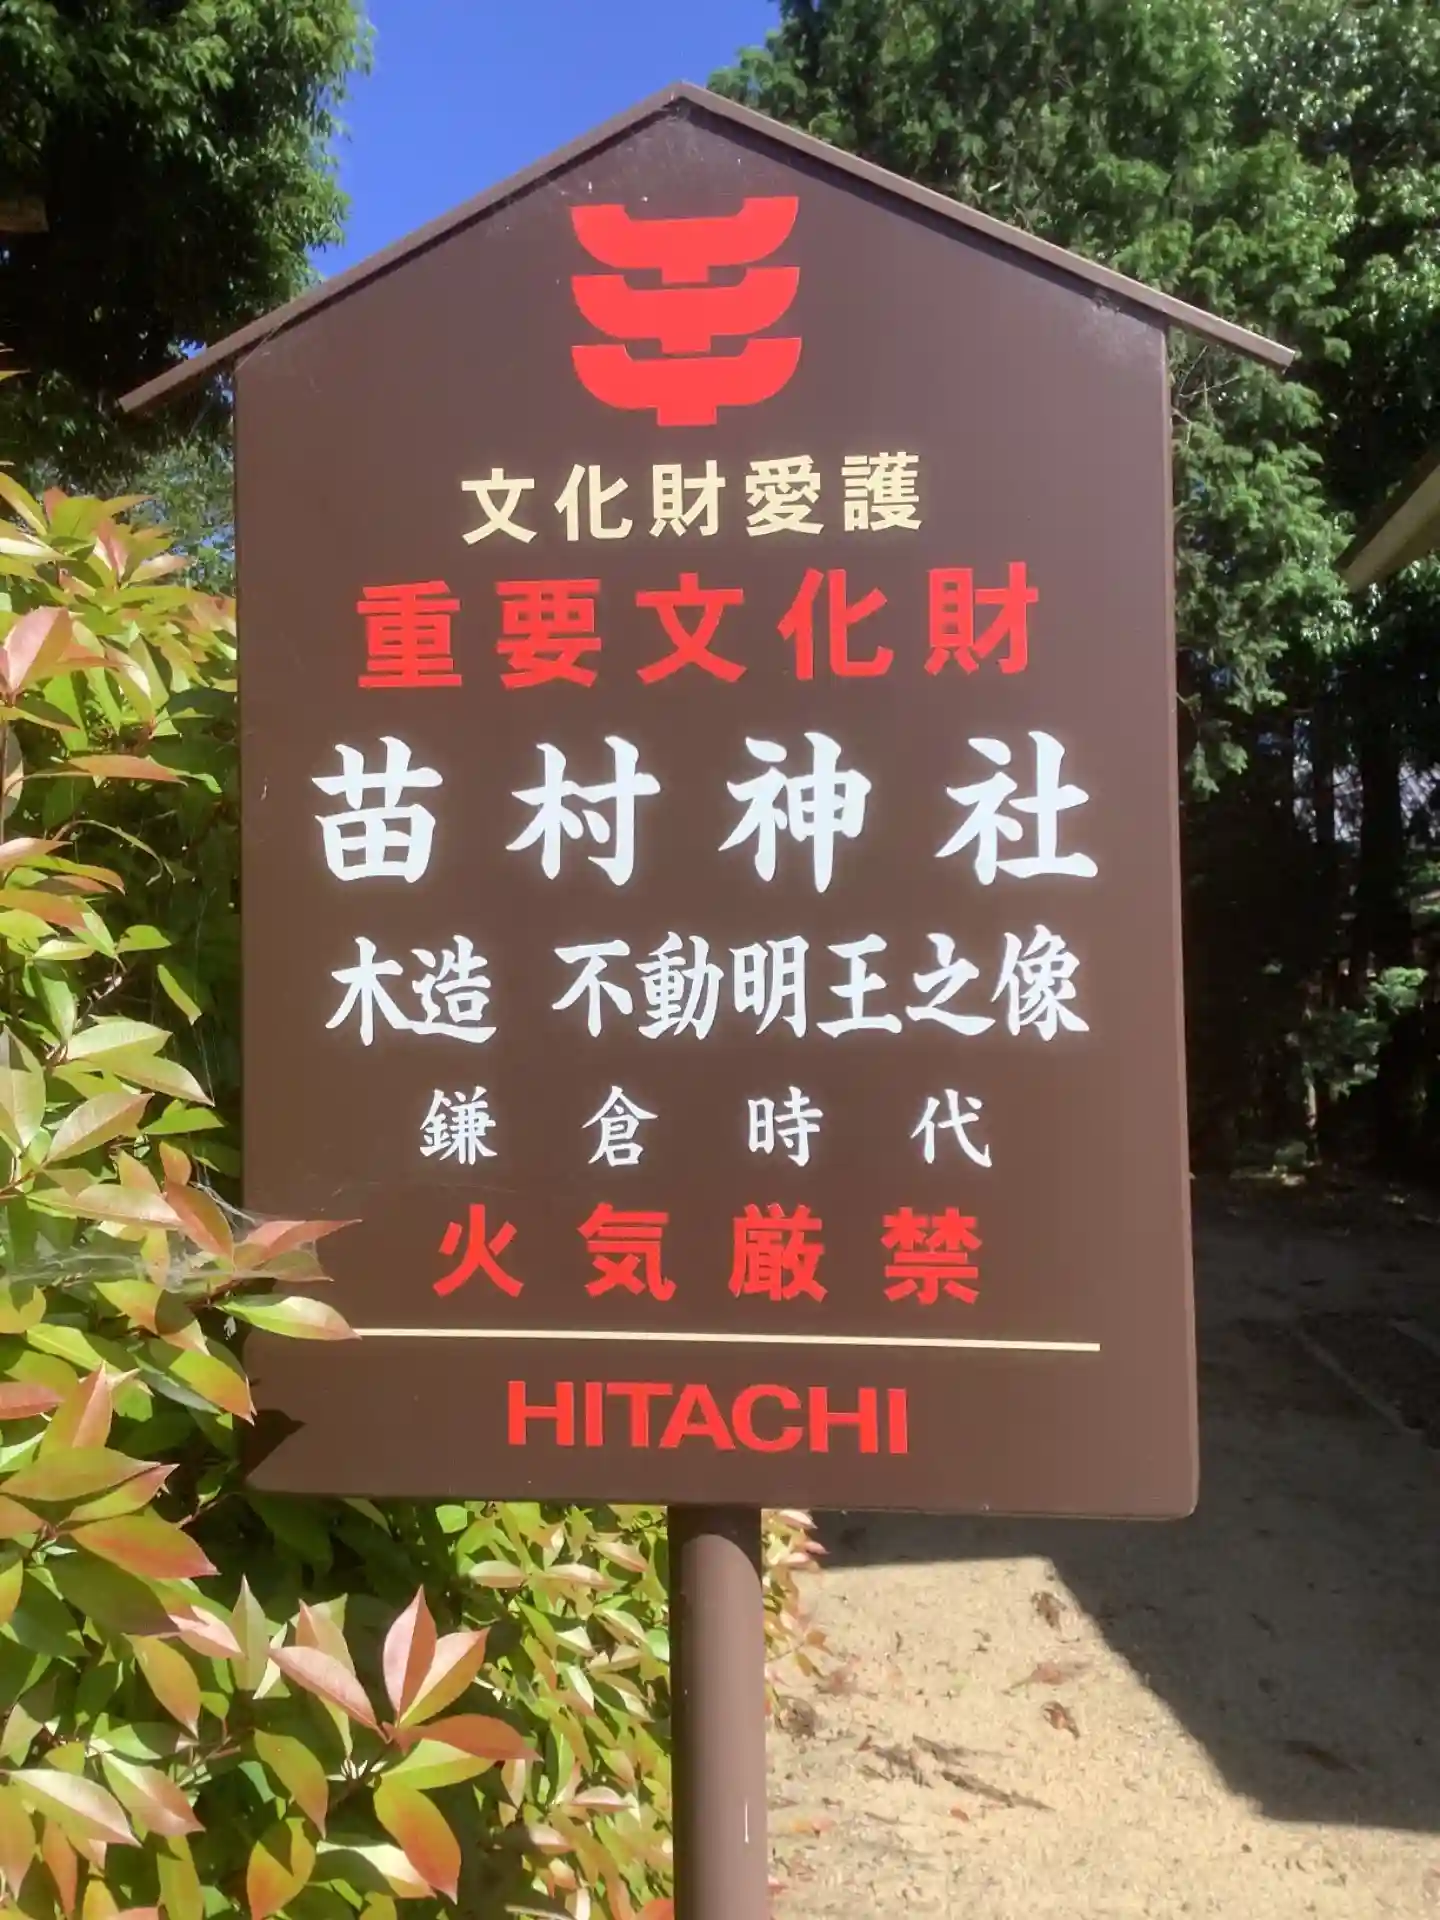 文化財愛護
重要文化財
苗村神社
木造 不動明王之像
鎌倉時代
火気厳禁
HITACHI